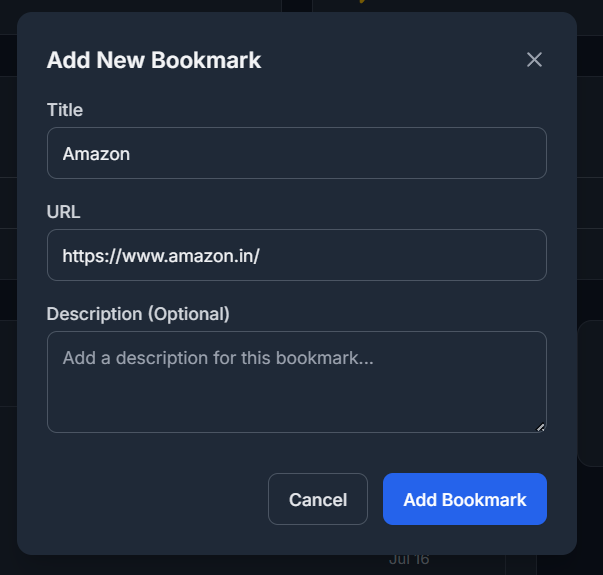 Add New Bookmark
Title
Amazon
URL
https://www.amazon.in/
Description (Optional)
Add a description for this bookmark...
Cancel
Add Bookmark
Jul 16